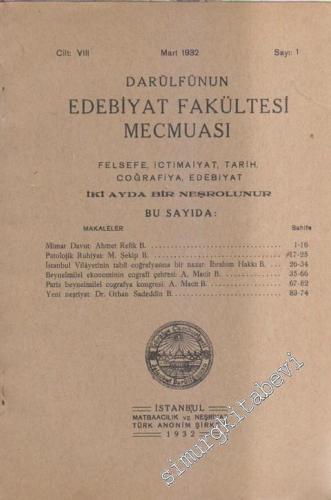 Cilt: VIII Mart 1932 Sayı: 1
DARÜLFÜNUN
EDEBİYAT FAKÜLTESİ
MECMUASI
FELSEFE, İÇTİMAİYAT, TARİH,
COĞRAFİYA, EDEBİYAT
İKİ AYDA BİR NEŞROLUNUR
BU SAYIDA:
MAKALELER Sahife
Mimar Davut: Ahmet Refik B. 1-16
Patolojik Ruhiyat: M. Şekip B. 17-25
İstanbul Vilâyetinin tabiî coğrafyasına bir nazar: İbrahim Hakkı B. 26-34
Beynelmilel ekonominin coğrafî çehresi: A. Macit B. 35-66
Paris beynelmilel coğrafya kongresi: A. Macit B. 67-82
Yeni neşriyat: Dr. Orhan Sadeddin B. 83-74
İSTANBUL
MATBAACILIK ve NEŞRİYAT
TÜRK ANONİM ŞİRKETİ
1932
simurgkitabevi.com